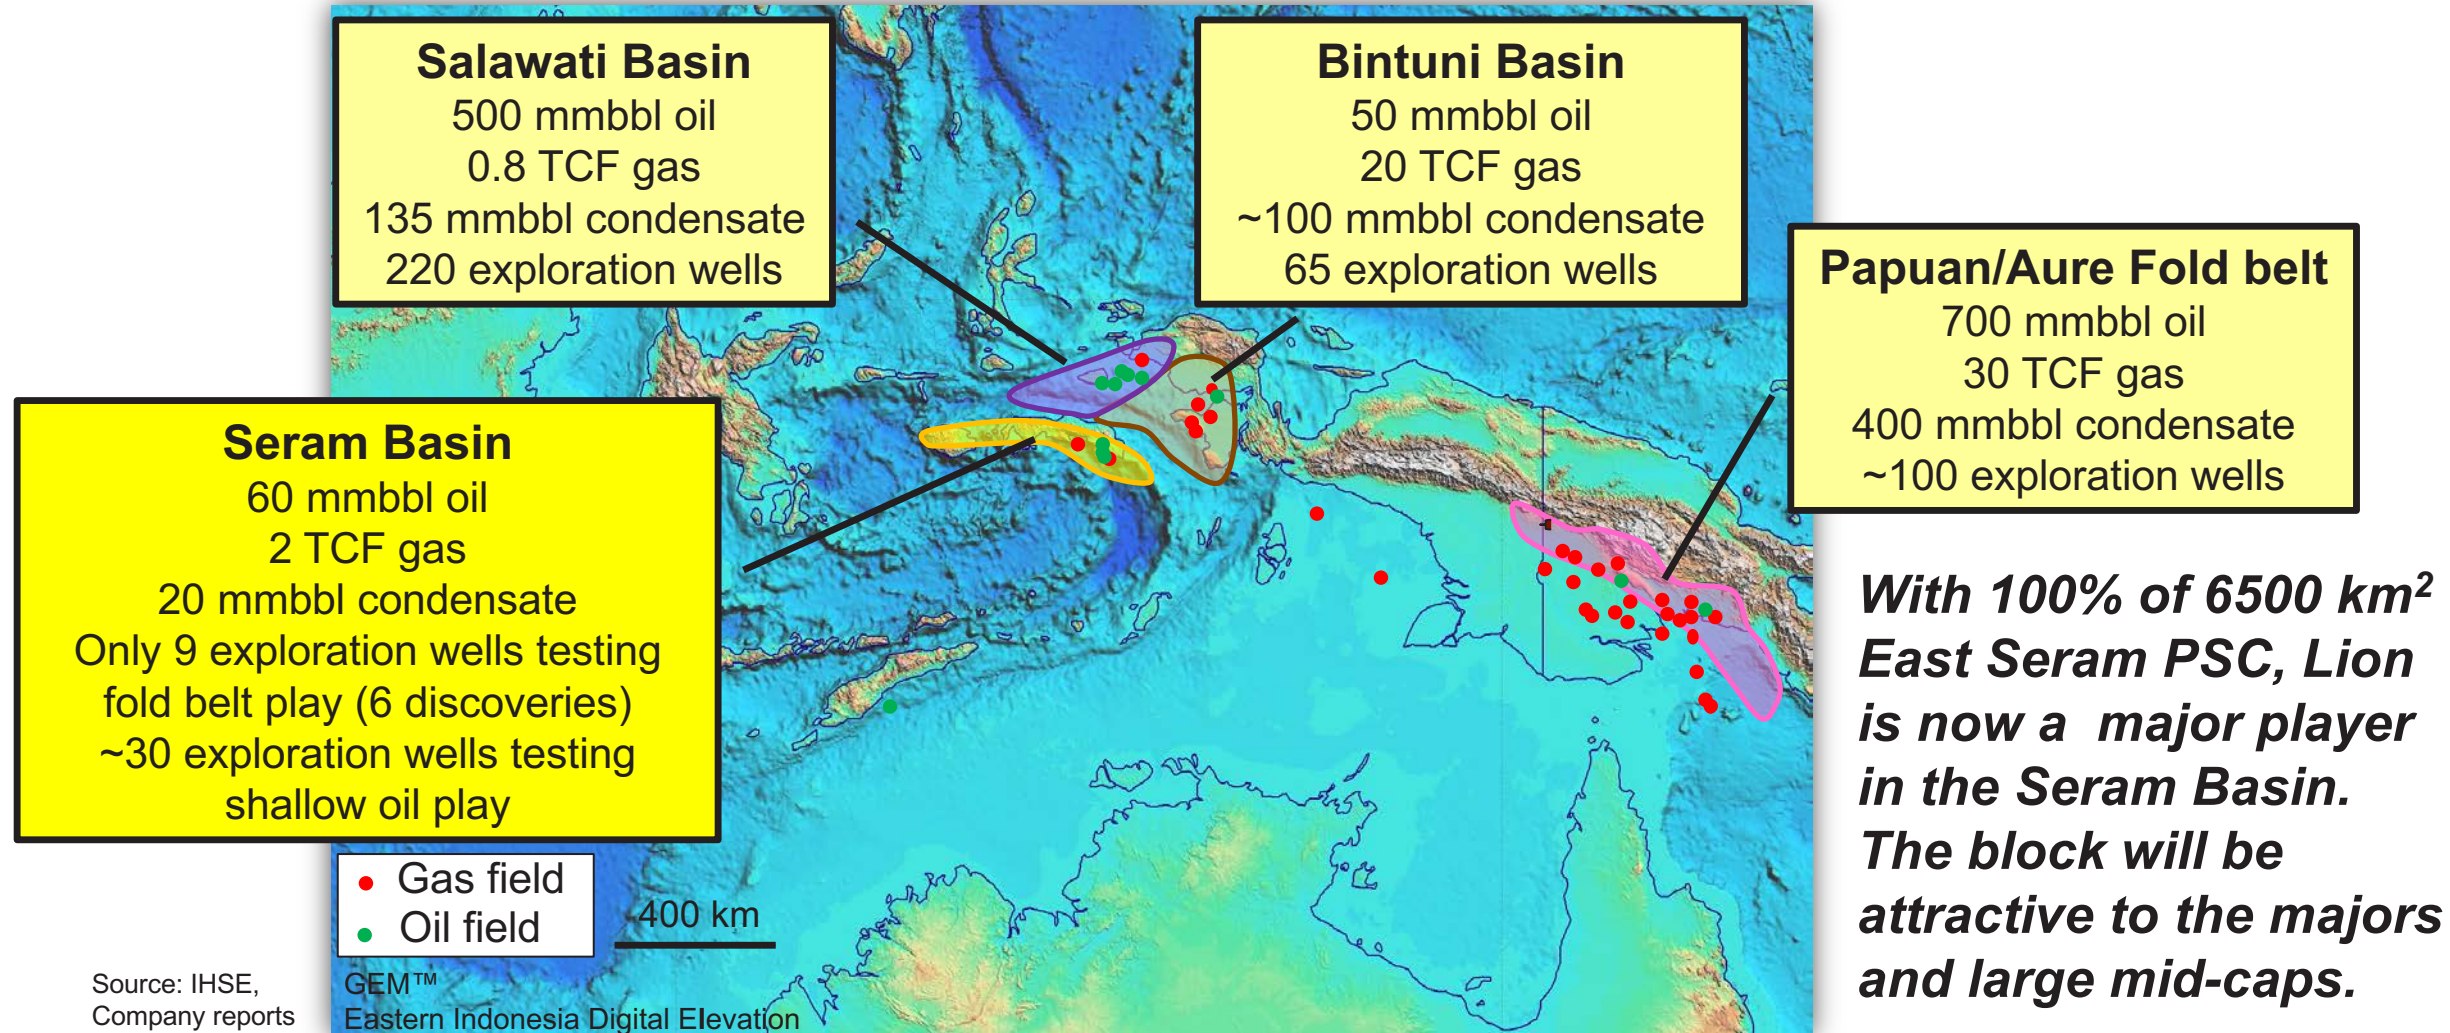 Salawati Basin
500 mmbbl oil
0.8 TCF gas
135 mmbbl condensate
220 exploration wells
Bintuni Basin
50 mmbbl oil
20 TCF gas
~100 mmbbl condensate
65 exploration wells
Papuan/Aure Fold belt
700 mmbbl oil
30 TCF gas
400 mmbbl condensate
~100 exploration wells
Seram Basin
60 mmbbl oil
2 TCF gas
20 mmbbl condensate
Only 9 exploration wells testing
fold belt play (6 discoveries)
~30 exploration wells testing
shallow oil play
With 100% of 6500 km²
East Seram PSC, Lion
is now a major player
in the Seram Basin.
The block will be
attractive to the majors
and large mid-caps.
Gas field
Oil field
400 km
GEM™
Eastern Indonesia Digital Elevation
Source: IHSE,
Company reports